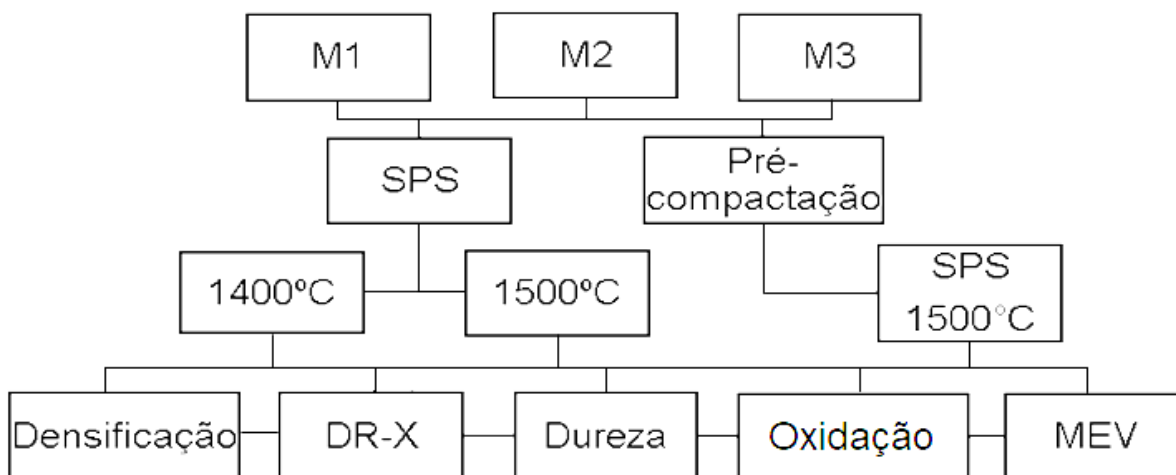 M1
M2
M3
SPS
Pré-
compactação
1400ºC
1500ºC
SPS
1500°C
Densificação
DR-X
Dureza
Oxidação
MEV